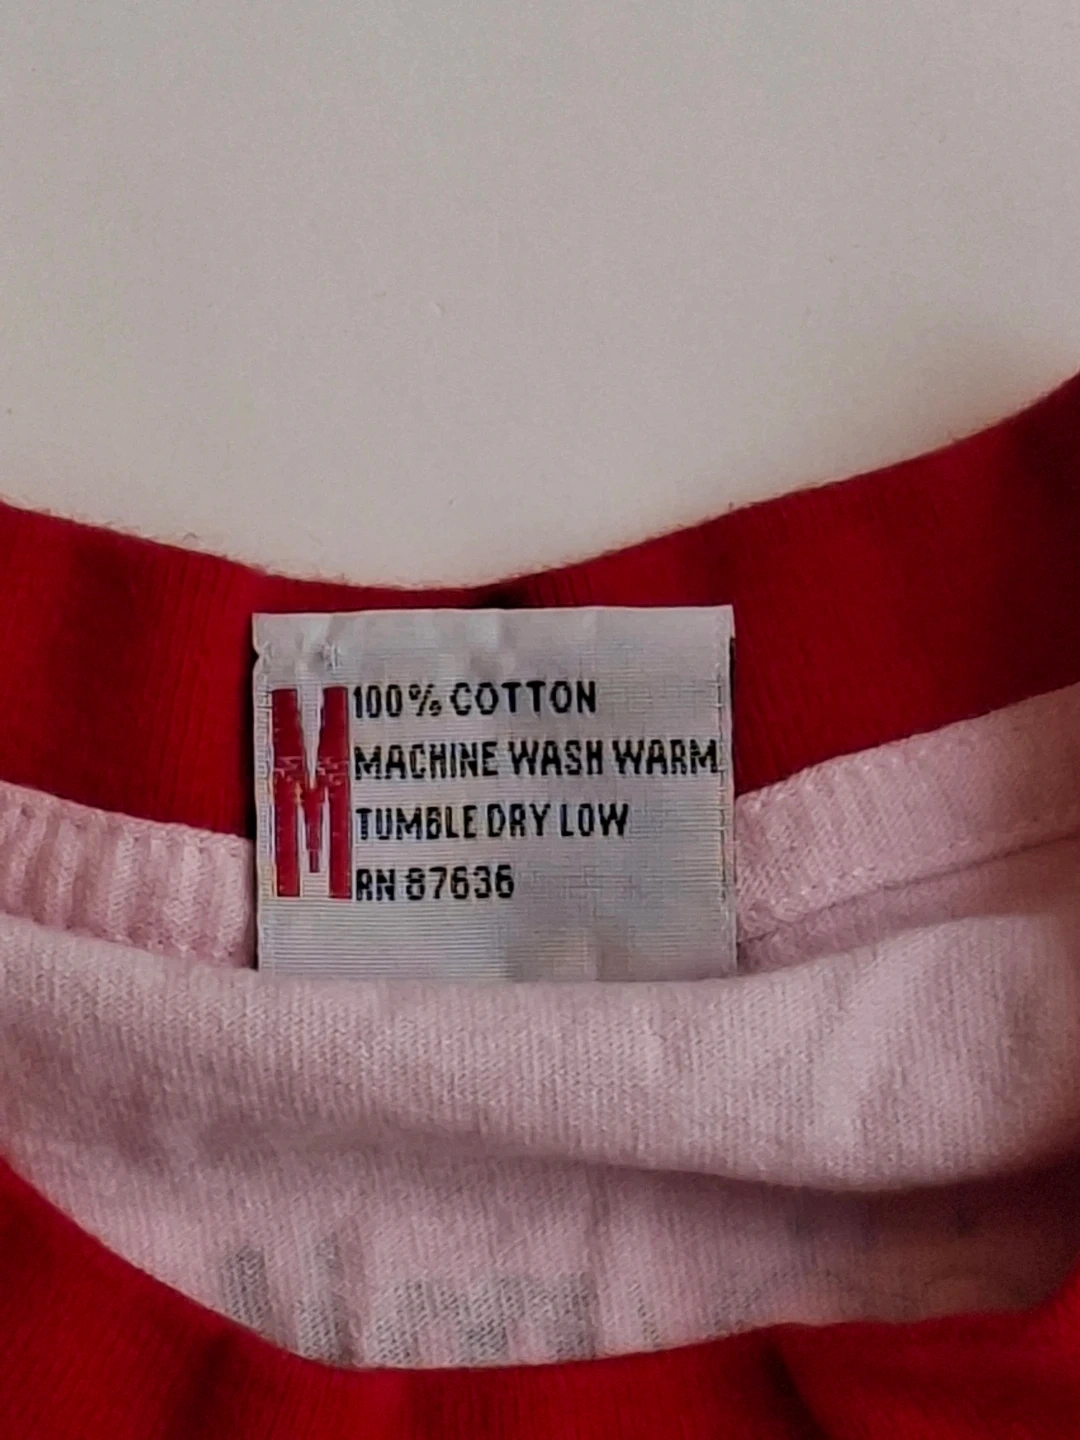 M
100% COTTON
MACHINE WASH WARM
TUMBLE DRY LOW
RN 87636